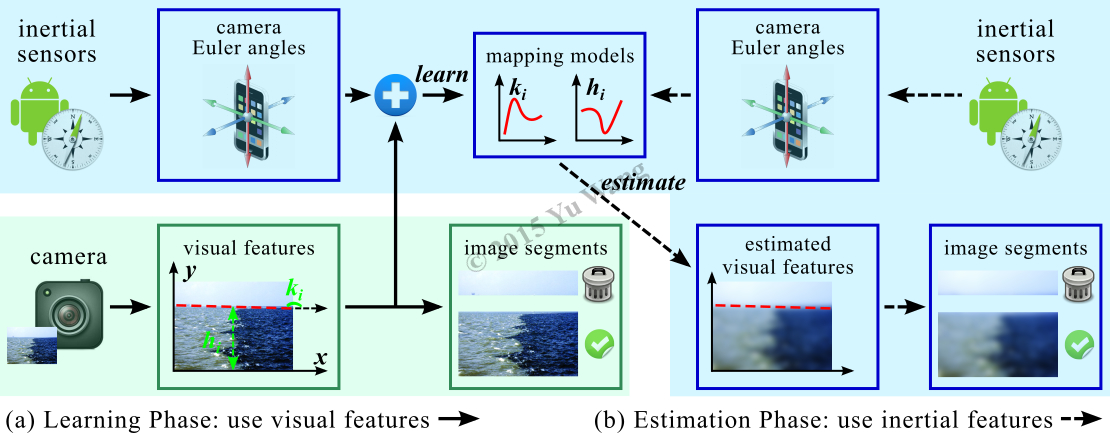 inertial
sensors
camera
Euler angles
learn
mapping models
k_i
h_i
camera
Euler angles
inertial
sensors
estimate
© 2015 Yu Wang
camera
visual features
y
k_i
h_i
x
image segments
estimated
visual features
image segments
(a) Learning Phase: use visual features
(b) Estimation Phase: use inertial features